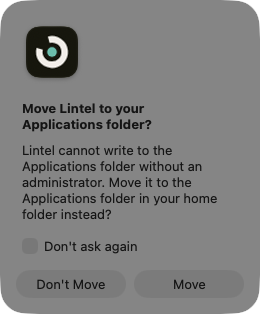 Move Lintel to your
Applications folder?
Lintel cannot write to the
Applications folder without an
administrator. Move it to the
Applications folder in your home
folder instead?
Don't ask again
Don't Move
Move